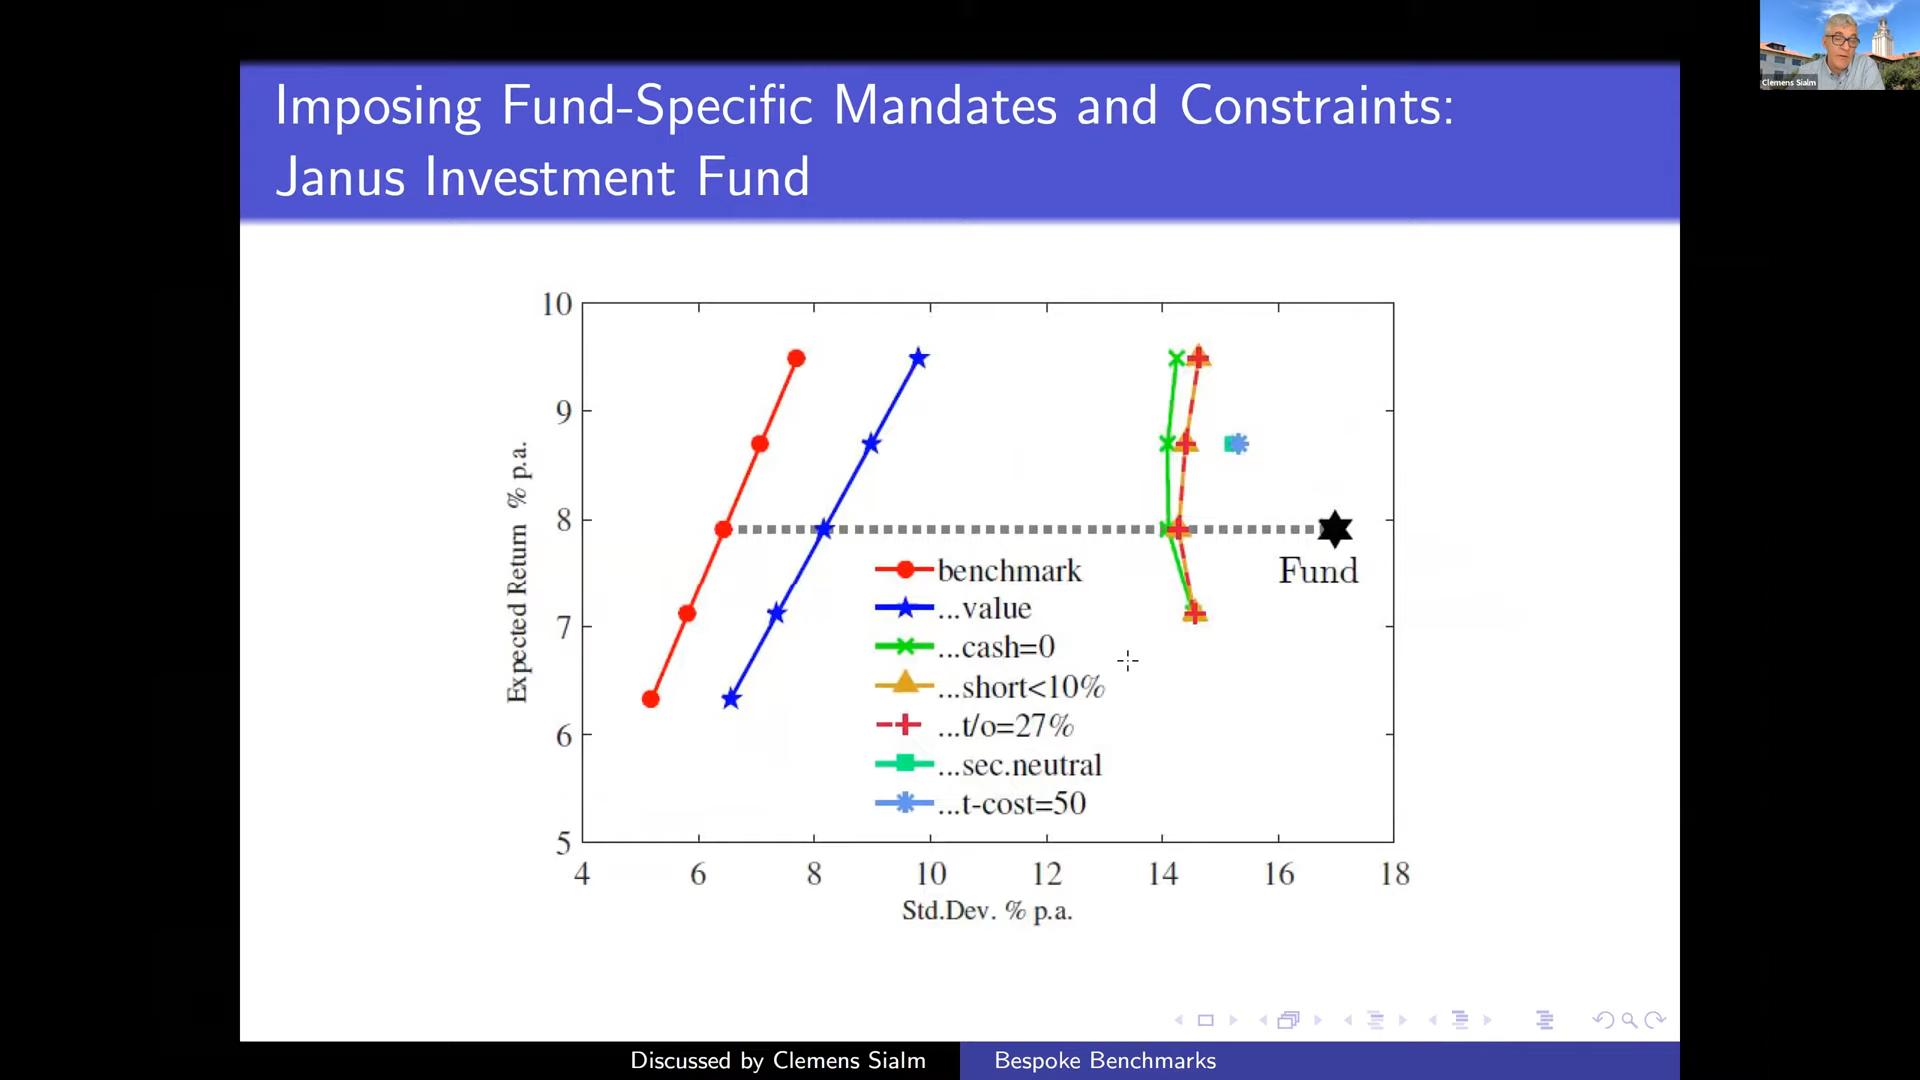 Clemens Sialm
Imposing Fund-Specific Mandates and Constraints:
Janus Investment Fund
10
9
8
7
6
5
Expected Return % p.a.
Fund
benchmark
...value
...cash=0
...short<10%
...t/o=27%
...sec.neutral
...t-cost=50
4 6 8 10 12 14 16 18
Std.Dev. % p.a.
Discussed by Clemens Sialm
Bespoke Benchmarks